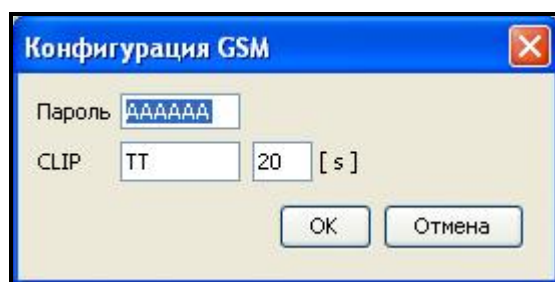 Конфигурация GSM
Пароль AAAAAA
CLIP TT 20 [ s ]
OK Отмена